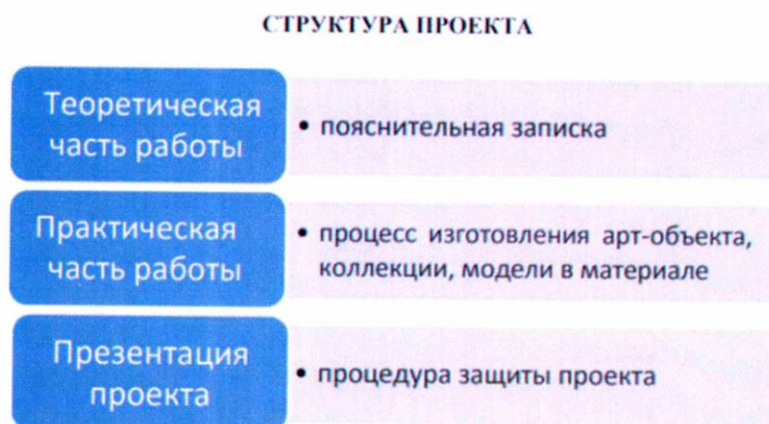 СТРУКТУРА ПРОЕКТА
Теоретическая
часть работы
• пояснительная записка
Практическая
часть работы
• процесс изготовления арт-объекта,
коллекции, модели в материале
Презентация
проекта
• процедура защиты проекта